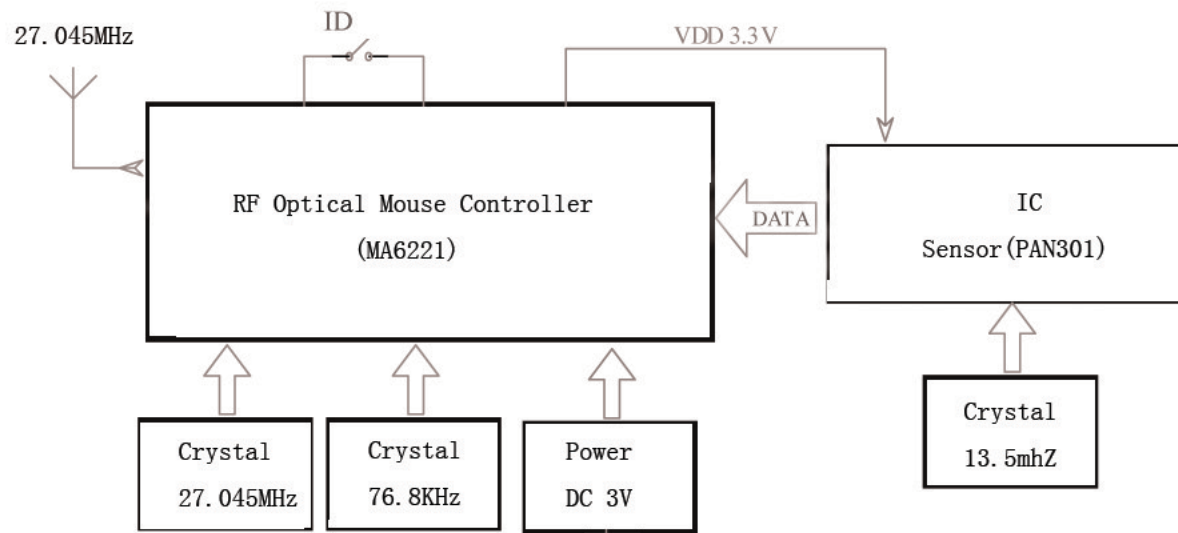 ID
27.045MHz
VDD 3.3V
RF Optical Mouse Controller
(MA6221)
DATA
IC
Sensor(PAN301)
Crystal
27.045MHz
Crystal
76.8KHz
Power
DC 3V
Crystal
13.5mhZ